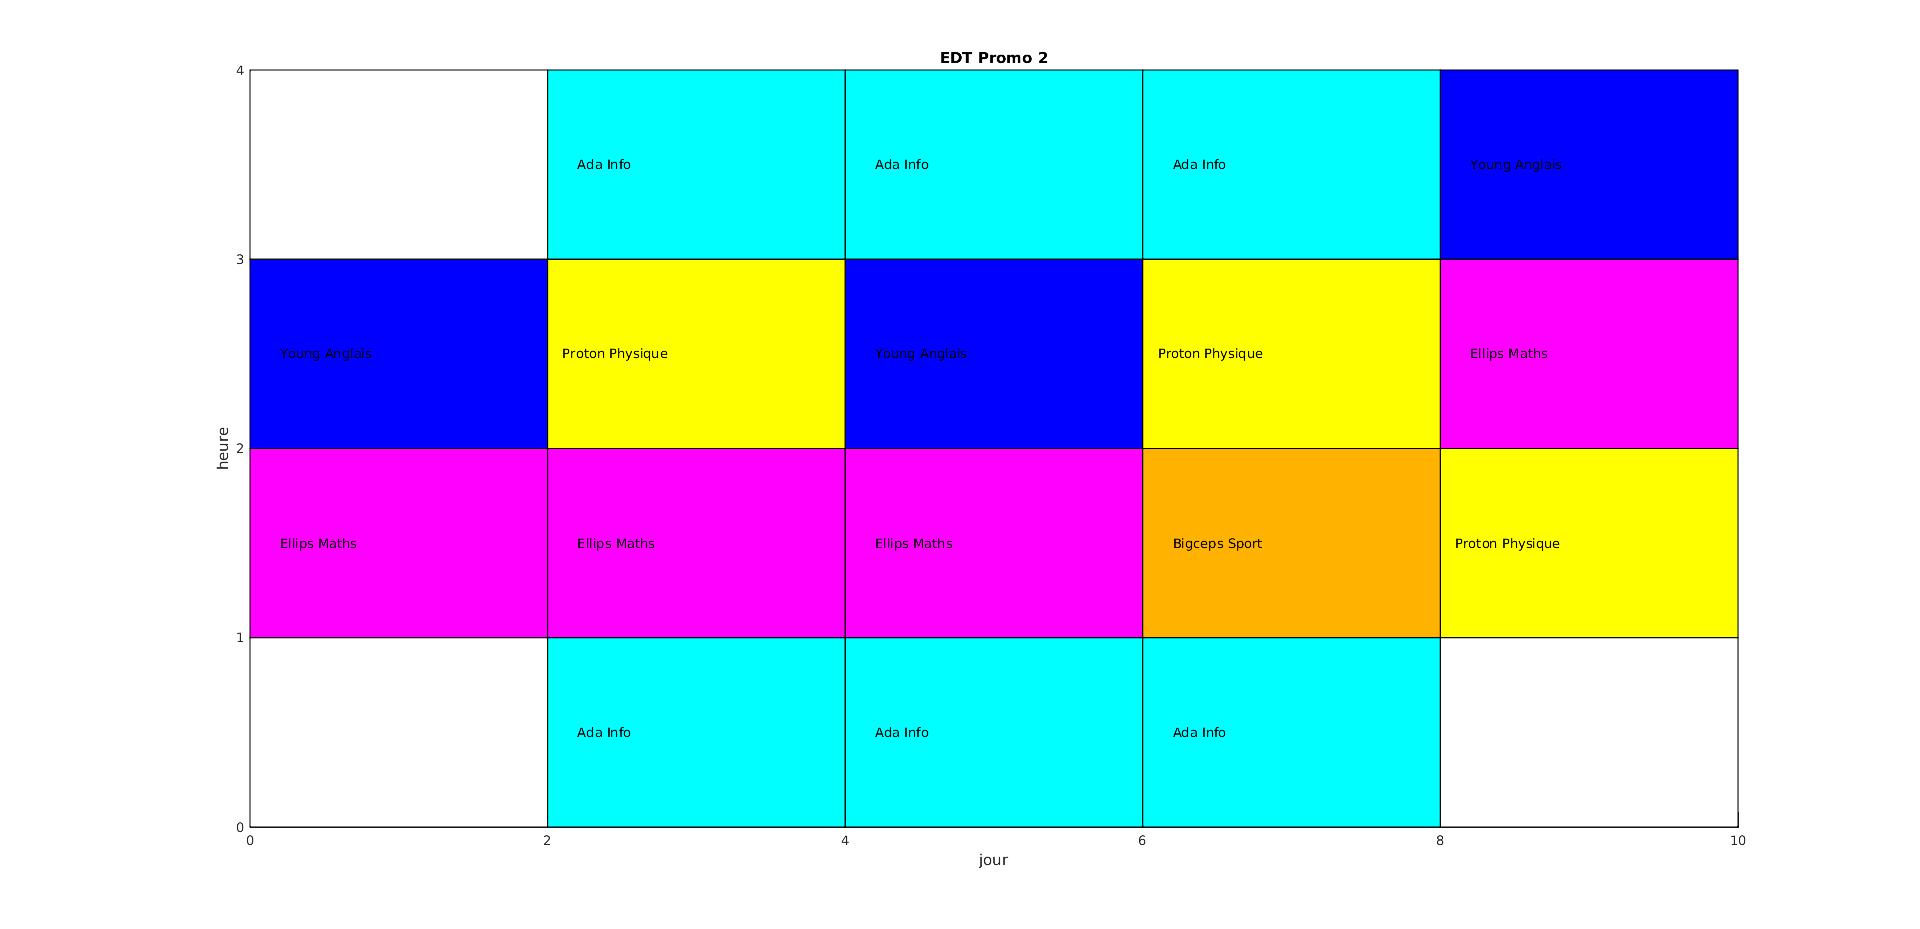 EDT Promo 2
4
Ada Info
Ada Info
Ada Info
Young Anglais
3
Young Anglais
Proton Physique
Young Anglais
Proton Physique
Ellips Maths
heure
2
Ellips Maths
Ellips Maths
Ellips Maths
Bigceps Sport
Proton Physique
1
Ada Info
Ada Info
Ada Info
0
0
2
4
6
8
10
jour